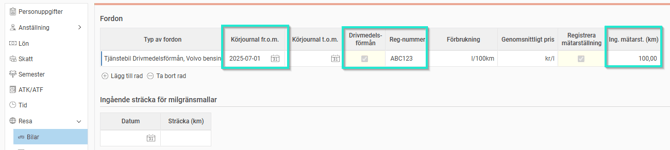 Personuppgifter
Anställning
Lön
Skatt
Semester
ATK/ATF
Tid
Resa
Bilar
Fordon
Typ av fordon Körjournal fr.o.m. Körjournal t.o.m. Drivmedels-förmån Reg-nummer Förbrukning Genomsnittligt pris Registrera mätarställning Ing. mätarst. (km)
Tjänstebil Drivmedelsförmån, Volvo bensin 2025-07-01 ABC123 l/100km kr/l 100,00
Lägg till rad Ta bort rad
Ingående sträcka för milgränsmallar
Datum Sträcka (km)